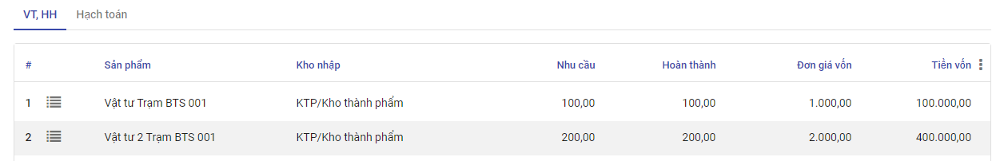 VT, HH Hạch toán
# Sản phẩm Kho nhập Nhu cầu Hoàn thành Đơn giá vốn Tiền vốn
1 Vật tư Trạm BTS 001 KTP/Kho thành phẩm 100,00 100,00 1.000,00 100.000,00
2 Vật tư 2 Trạm BTS 001 KTP/Kho thành phẩm 200,00 200,00 2.000,00 400.000,00